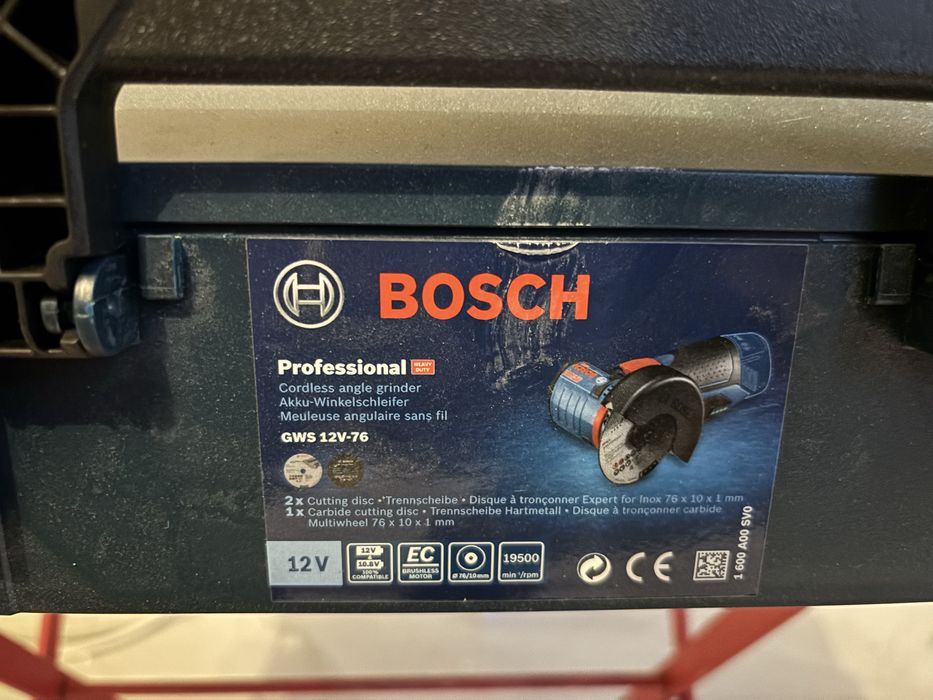 BOSCH
Professional HEAVY DUTY
Cordless angle grinder
Akku-Winkelschleifer
Meuleuse angulaire sans fil
GWS 12V-76
2x Cutting disc • Trennscheibe • Disque à tronçonner Expert for Inox 76 x 10 x 1 mm
1x Carbide cutting disc • Trennscheibe Hartmetall • Disque à tronçonner carbide
Multiwheel 76 x 10 x 1 mm
12V
12V
&
10.8V
100%
COMPATIBLE
EC
BRUSHLESS
MOTOR
Ø 76/10mm
19500
min⁻¹/rpm
CE
1 600 A00 SV0